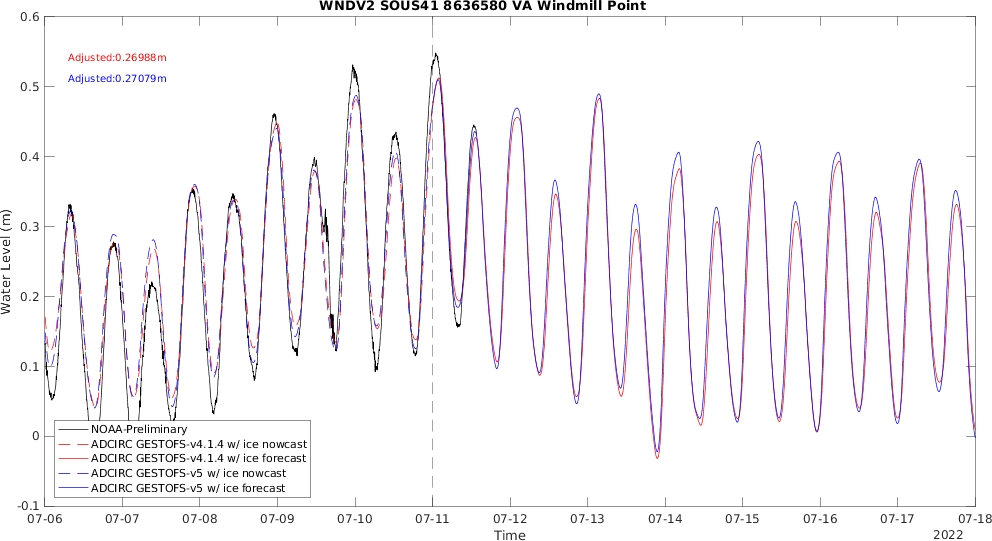 WNDV2 SOUS41 8636580 VA Windmill Point
Adjusted:0.26988m
Adjusted:0.27079m
Water Level (m)
0.6
0.5
0.4
0.3
0.2
0.1
0
-0.1
NOAA-Preliminary
ADCIRC GESTOFS-v4.1.4 w/ ice nowcast
ADCIRC GESTOFS-v4.1.4 w/ ice forecast
ADCIRC GESTOFS-v5 w/ ice nowcast
ADCIRC GESTOFS-v5 w/ ice forecast
07-06 07-07 07-08 07-09 07-10 07-11 07-12 07-13 07-14 07-15 07-16 07-17 07-18
Time
2022